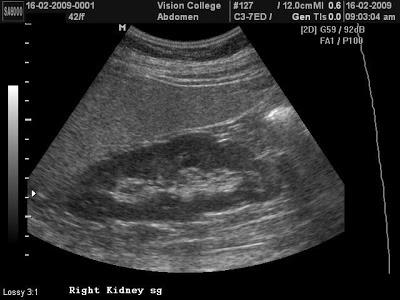 SA8000 16-02-2009-0001 Vision College #127 / 12.0cm MI 0.6 16-02-2009
42/f Abdomen C3-7ED / Gen TIs 0.0 09:03:04 am
M
[2D] G59 / 92dB
FA1 / P100
Lossy 3:1
Right Kidney sg